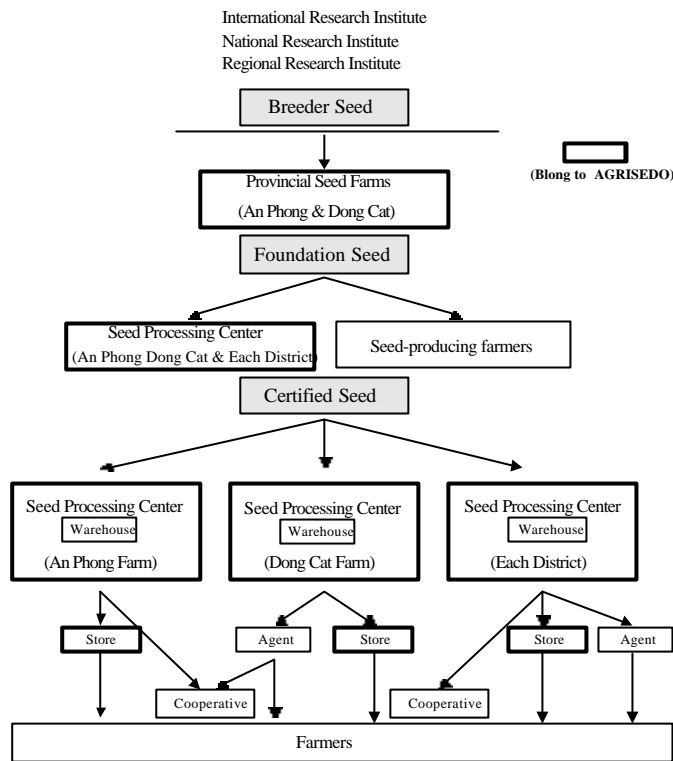 International Research Institute
National Research Institute
Regional Research Institute
Breeder Seed
(Blong to AGRISEDO)
Provincial Seed Farms
(An Phong & Dong Cat)
Foundation Seed
Seed Processing Center
(An Phong Dong Cat & Each District)
Seed-producing farmers
Certified Seed
Seed Processing Center
Warehouse
(An Phong Farm)
Seed Processing Center
Warehouse
(Dong Cat Farm)
Seed Processing Center
Warehouse
(Each District)
Store
Agent
Store
Store
Agent
Cooperative
Cooperative
Farmers